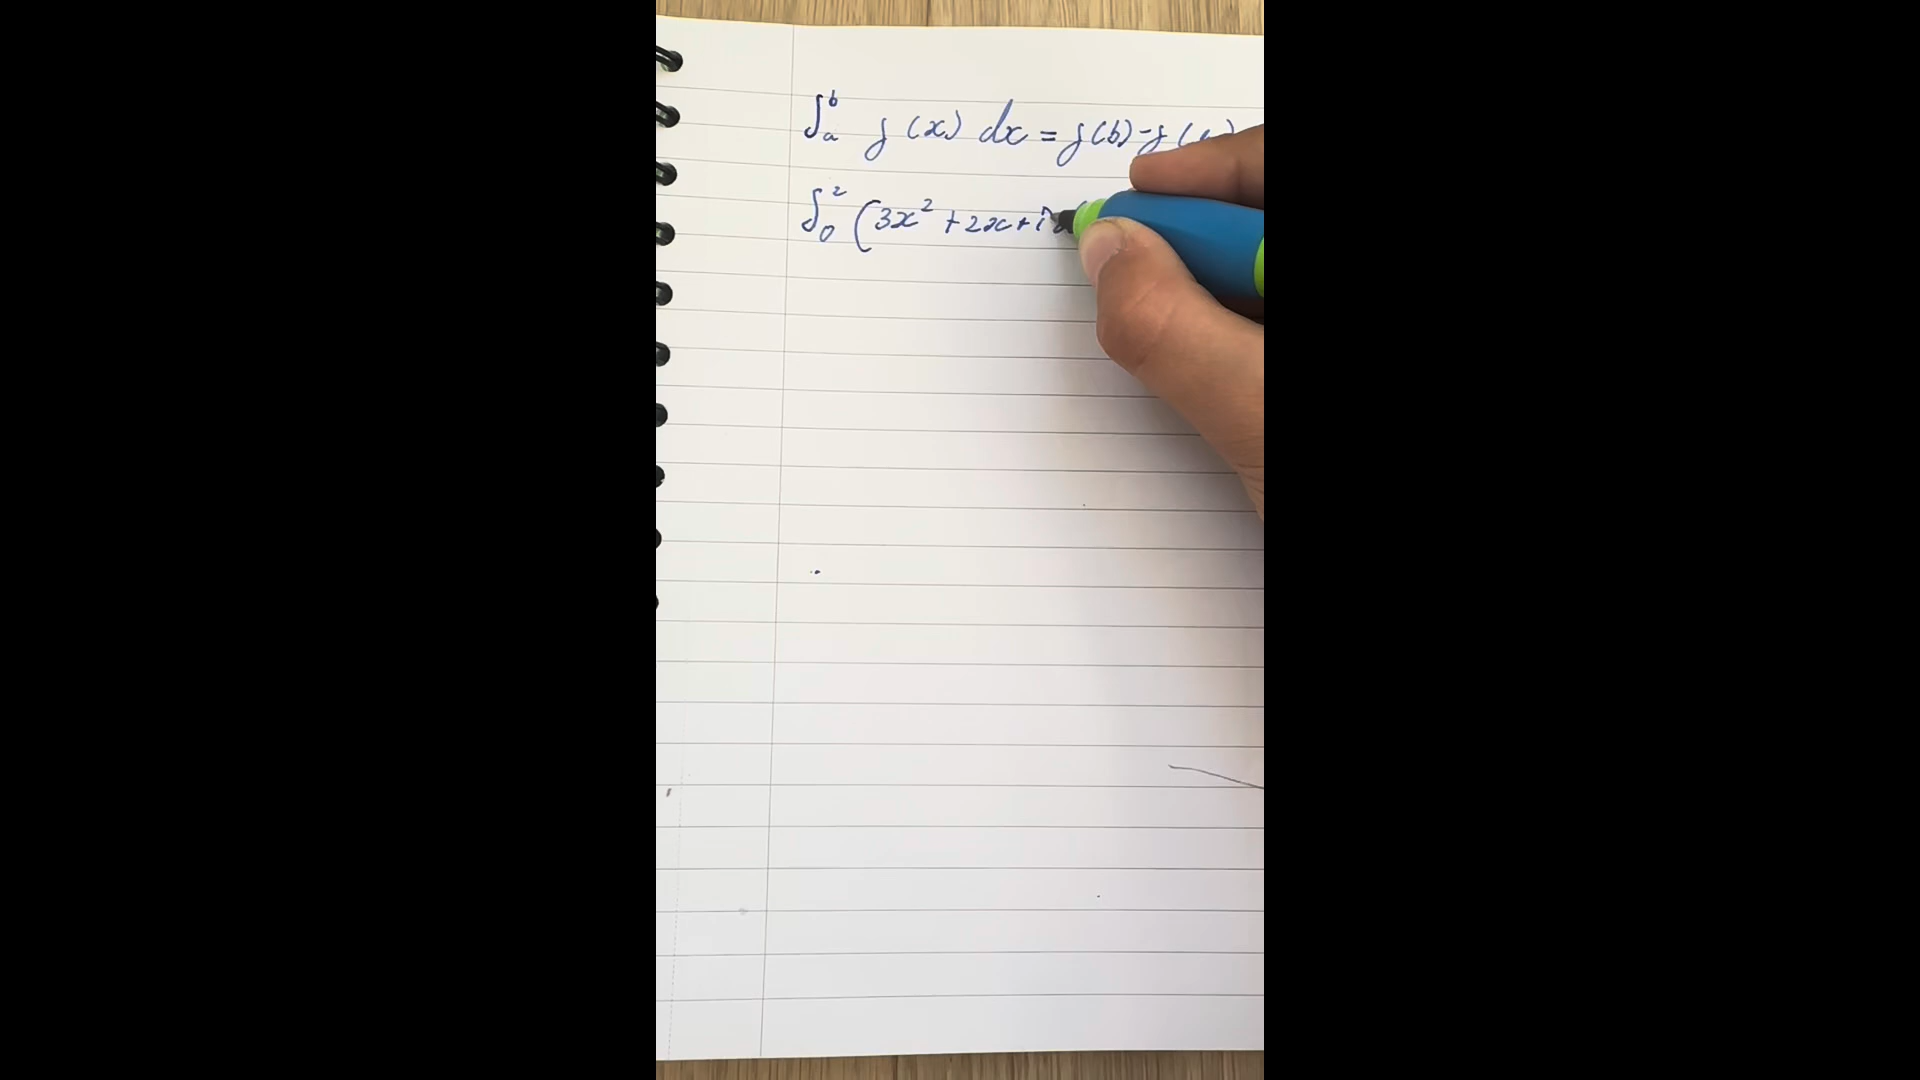 ∫ₐᵇ f(x) dx = f(b)-f(
∫₀² (3x² + 2x+1)